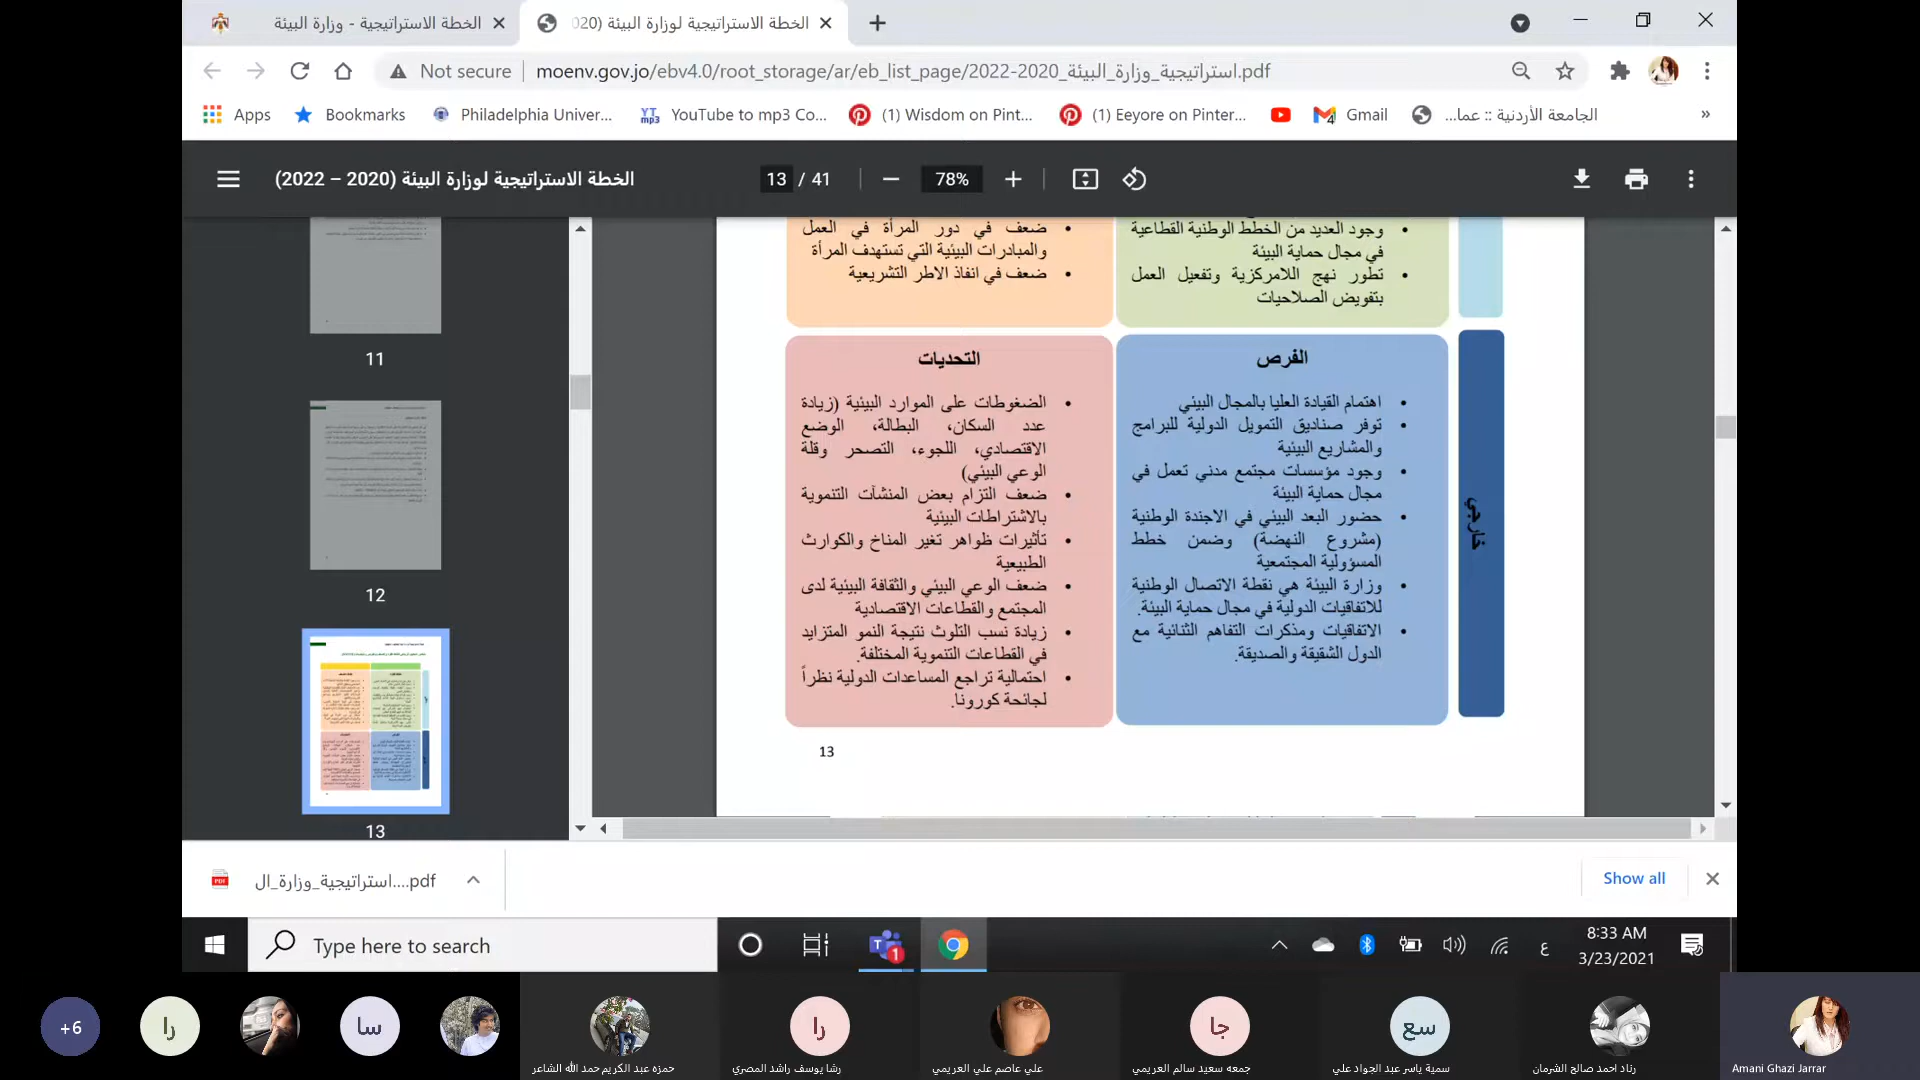 الخطة الاستراتيجية - وزارة البيئة
الخطة الاستراتيجية لوزارة البيئة (020
Not secure
moenv.gov.jo/ebv4.0/root_storage/ar/eb_list_page/2022-2020_استراتيجية_وزارة_البيئة.pdf
Apps
Bookmarks
Philadelphia Univer...
YouTube to mp3 Co...
(1) Wisdom on Pint...
(1) Eeyore on Pinter...
Gmail
الجامعة الأردنية :: عما...
»
الخطة الاستراتيجية لوزارة البيئة (2020 – 2022)
13 / 41
78%
11
12
13
وجود العديد من الخطط الوطنية القطاعية
في مجال حماية البيئة
تطور نهج اللامركزية وتفعيل العمل
بتفويض الصلاحيات
ضعف في دور المرأة في العمل
والمبادرات البيئية التي تستهدف المرأة
ضعف في انفاذ الاطر التشريعية
خارجي
الفرص
اهتمام القيادة العليا بالمجال البيئي
توفر صناديق التمويل الدولية للبرامج
والمشاريع البيئية
وجود مؤسسات مجتمع مدني تعمل في
مجال حماية البيئة
حضور البعد البيئي في الاجندة الوطنية
(مشروع النهضة) وضمن خطط
المسؤولية المجتمعية
وزارة البيئة هي نقطة الاتصال الوطنية
للاتفاقيات الدولية في مجال حماية البيئة.
الاتفاقيات ومذكرات التفاهم الثنائية مع
الدول الشقيقة والصديقة.
التحديات
الضغوطات على الموارد البيئية (زيادة
عدد السكان، البطالة، الوضع
الاقتصادي، اللجوء، التصحر وقلة
الوعي البيئي)
ضعف التزام بعض المنشآت التنموية
بالاشتراطات البيئية
تأثيرات ظواهر تغير المناخ والكوارث
الطبيعية
ضعف الوعي البيئي والثقافة البيئية لدى
المجتمع والقطاعات الاقتصادية
زيادة نسب التلوث نتيجة النمو المتزايد
في القطاعات التنموية المختلفة.
احتمالية تراجع المساعدات الدولية نظراً
لجائحة كورونا.
13
استراتيجية_وزارة_ال....pdf
Show all
Type here to search
1
ع
8:33 AM
3/23/2021
+6
را
سا
حمزه عبد الكريم حمد الله الشاعر
را
رشا يوسف راشد المصري
علي عاصم علي العريمي
جا
جمعه سعيد سالم العريمي
سع
سمية ياسر عبد الجواد علي
رناد احمد صالح الشرمان
Amani Ghazi Jarrar